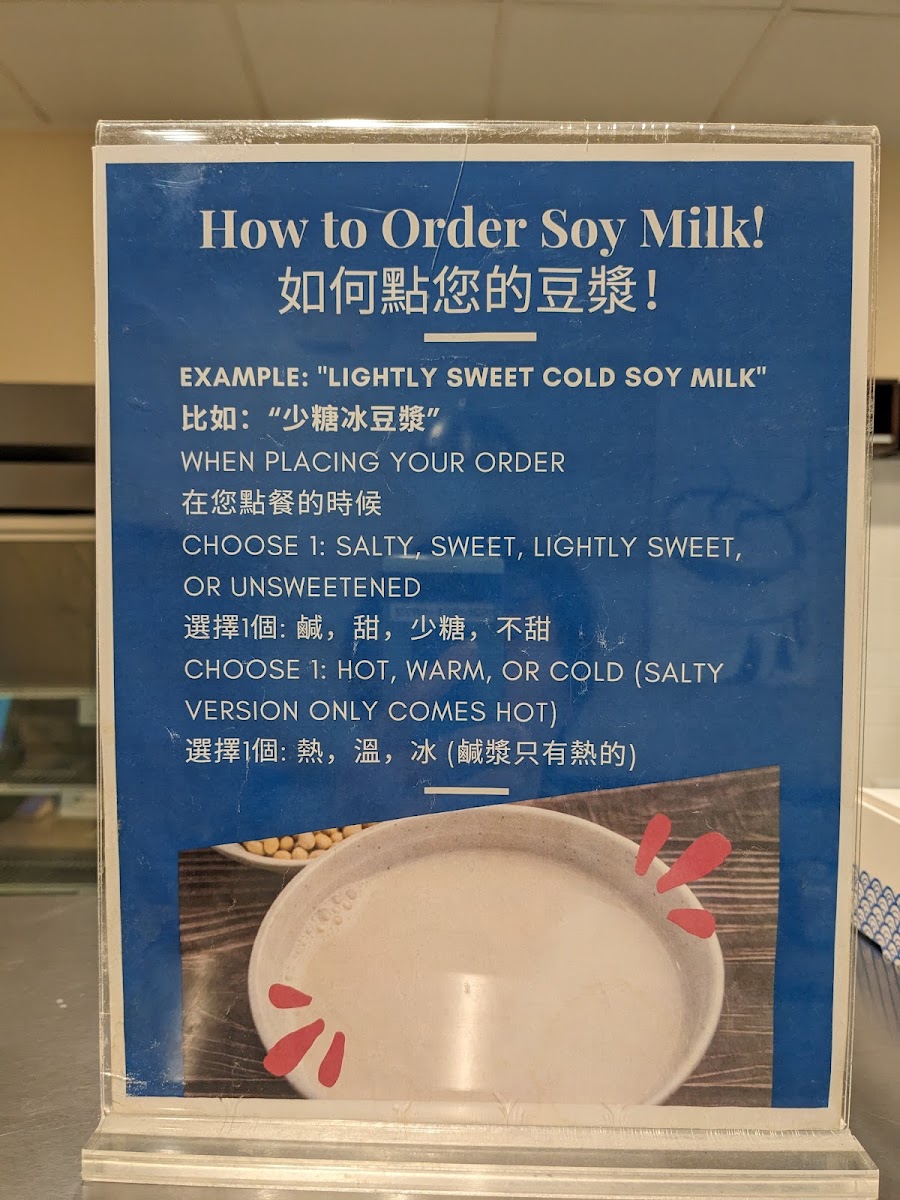 How to Order Soy Milk!
如何點您的豆漿！
EXAMPLE: "LIGHTLY SWEET COLD SOY MILK"
比如：“少糖冰豆漿”
WHEN PLACING YOUR ORDER
在您點餐的時候
CHOOSE 1: SALTY, SWEET, LIGHTLY SWEET,
OR UNSWEETENED
選擇1個: 鹹，甜，少糖，不甜
CHOOSE 1: HOT, WARM, OR COLD (SALTY
VERSION ONLY COMES HOT)
選擇1個: 熱，溫，冰 (鹹漿只有熱的)